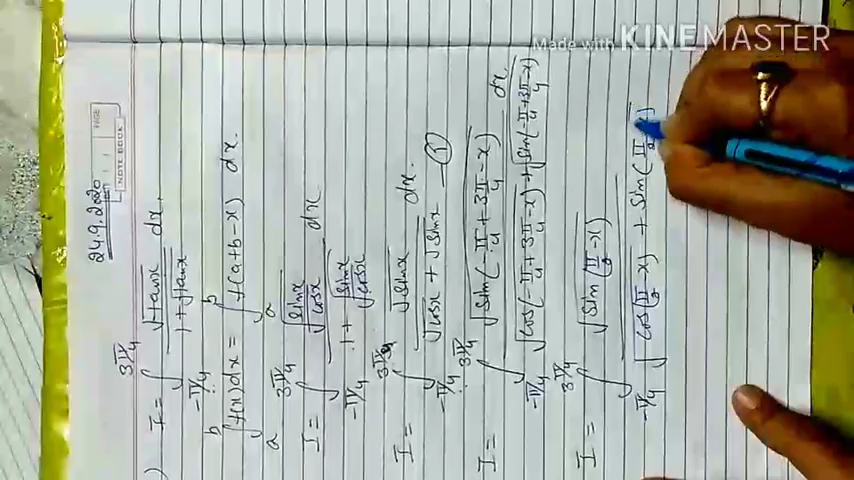 Made with KINEMASTER
PAGE
NOTE BOOK
24.9.2020
) I = ∫_{-π/4}^{3π/4} √tanx / 1+√tanx dx.
∫_a^b f(x)dx = ∫_a^b f(a+b-x) dx.
I = ∫_{-π/4}^{3π/4} √(sinx/cosx) / 1+ √sinx/√cosx dx
I = ∫_{-π/4}^{3π/4} √sinx / √cosx + √sinx dx. — ①
I = ∫_{-π/4}^{3π/4} √sin(-π/4 + 3π/4 -x) / √cos(-π/4 + 3π/4 -x) + √sin(-π/4 + 3π/4 -x) dx.
I = ∫_{-π/4}^{3π/4} √sin(π/2 -x) / √cos(π/2 -x) + sin(π/2